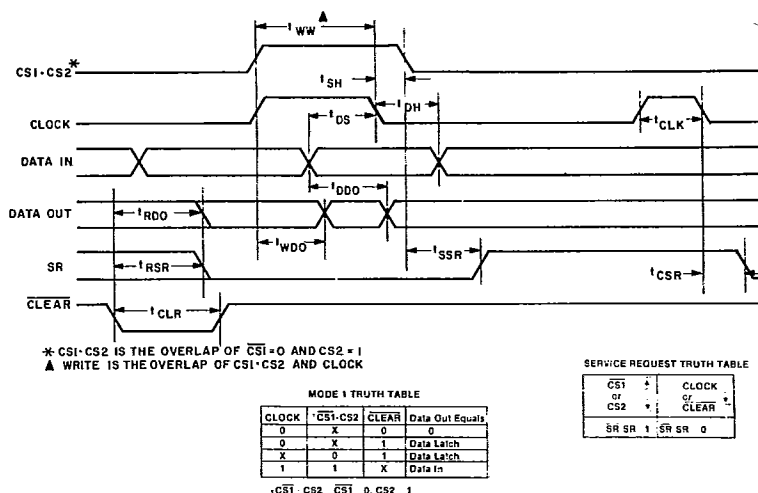 ▲
t WW
CS1·CS2*
t SH
t DH
CLOCK
t DS
t CLK
DATA IN
t DDO
DATA OUT
t RDO
t WDO
t SSR
SR
t RSR
t CSR
CLEAR
t CLR
* CS1·CS2 IS THE OVERLAP OF CS1=0 AND CS2=1
▲ WRITE IS THE OVERLAP OF CS1·CS2 AND CLOCK
SERVICE REQUEST TRUTH TABLE
CS1 CLOCK
or or
CS2 CLEAR
SR SR 1 SR SR 0
MODE 1 TRUTH TABLE
CLOCK CS1·CS2 CLEAR Data Out Equals
0 X 0 0
0 X 1 Data Latch
X 0 1 Data Latch
1 1 X Data In
CS1 CS2 CS1 0, CS2 1